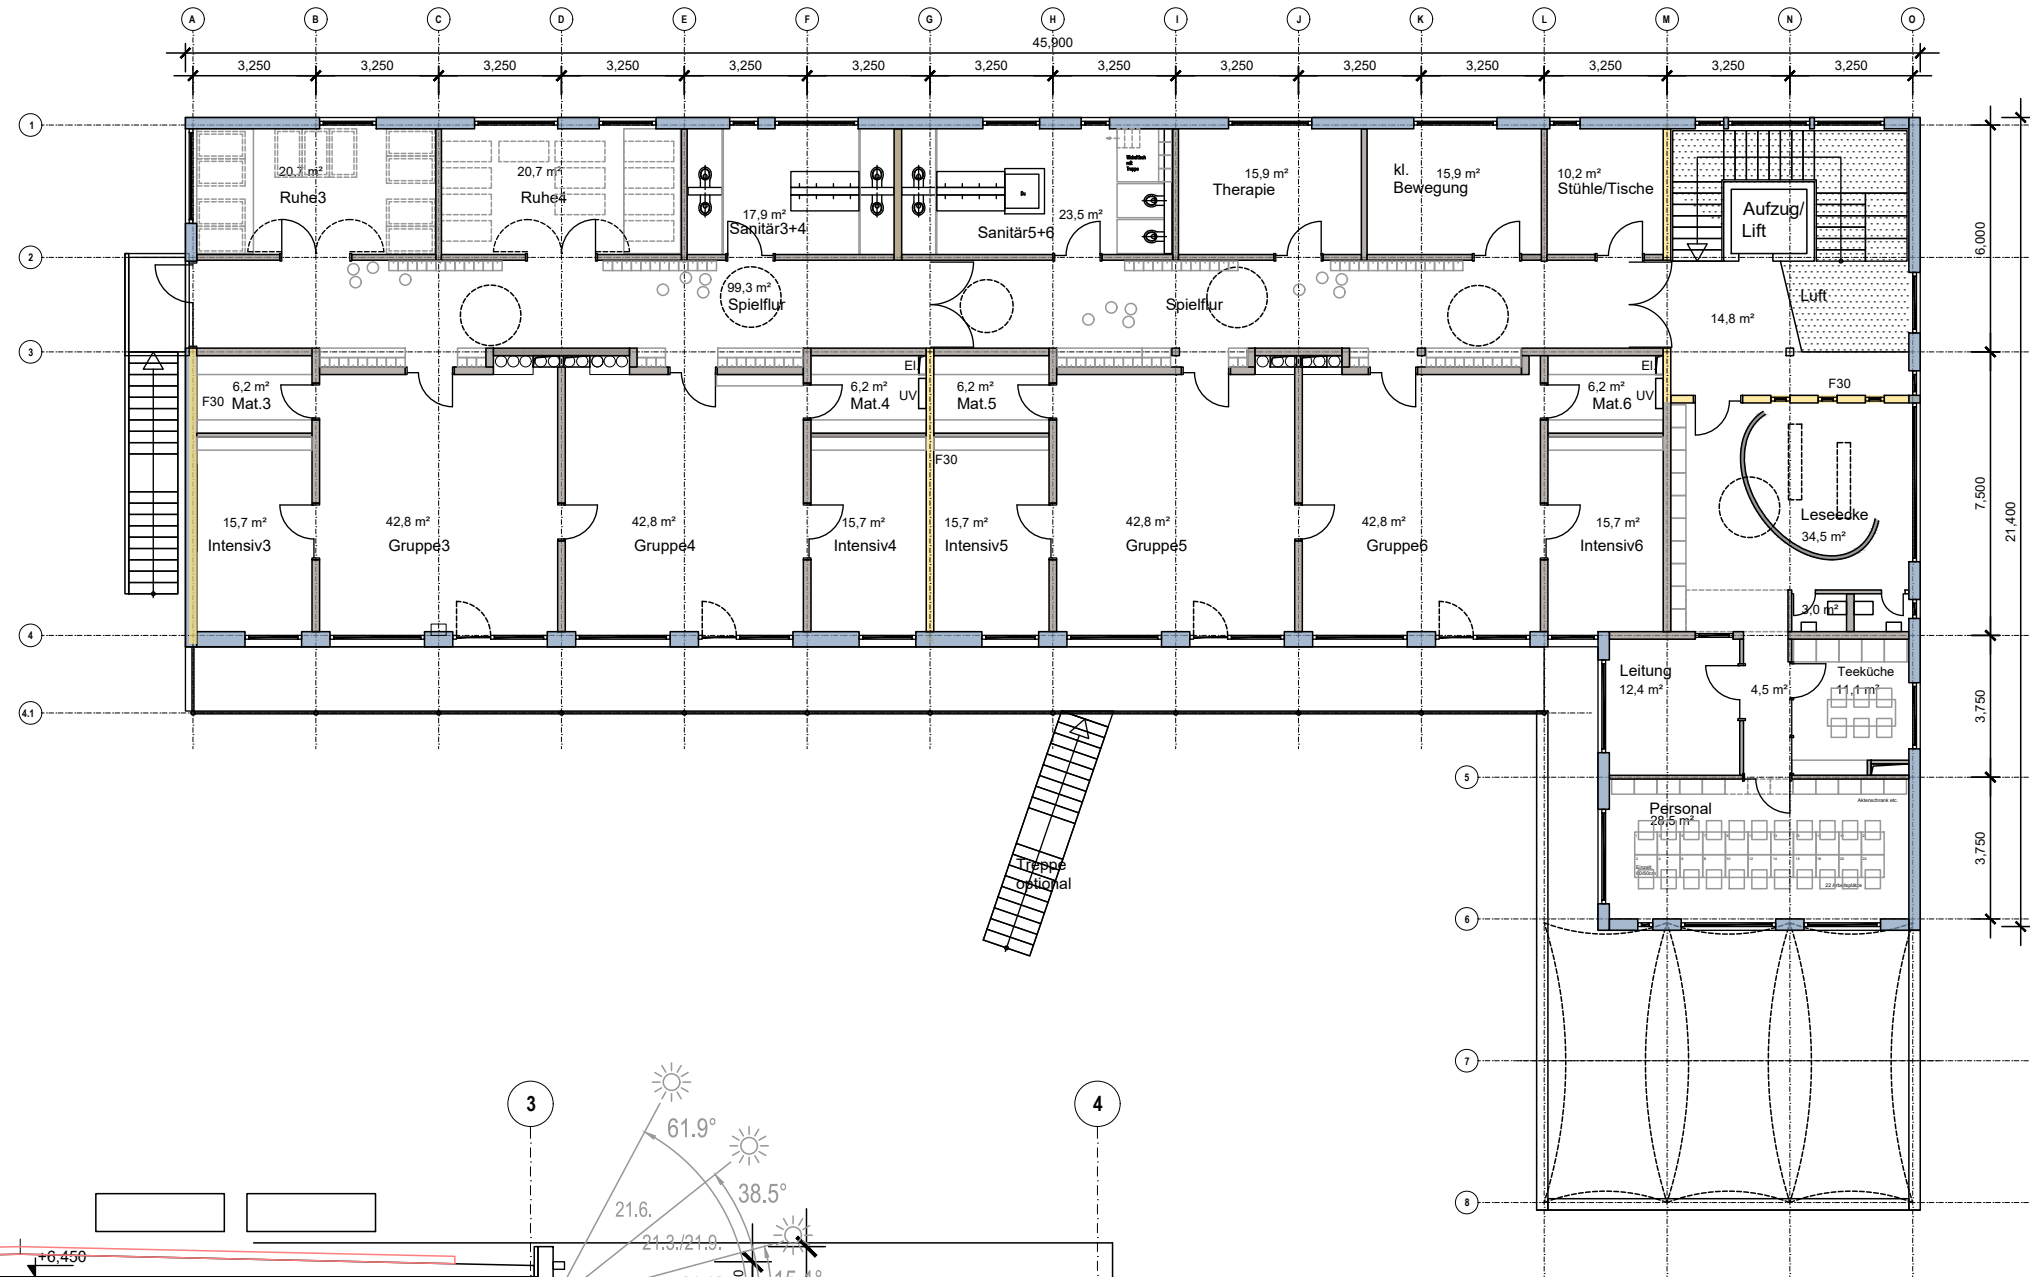 A B C D E F G H I J K L M N O
45,900
3,250 3,250 3,250 3,250 3,250 3,250 3,250 3,250 3,250 3,250 3,250 3,250 3,250 3,250
1
20,7 m²
Ruhe3
20,7 m²
Ruhe4
17,9 m²
Sanitär3+4
23,5 m²
Sanitär5+6
15,9 m²
Therapie
kl.
Bewegung
15,9 m²
10,2 m²
Stühle/Tische
Aufzug/
Lift
6,000
2
99,3 m²
Spielflur
Spielflur
Luft
14,8 m²
3
F30
6,2 m²
Mat.3
F30
El.
6,2 m²
Mat.4
UV
6,2 m²
Mat.5
El.
6,2 m²
Mat.6
UV
F30
15,7 m²
Intensiv3
42,8 m²
Gruppe3
42,8 m²
Gruppe4
15,7 m²
Intensiv4
15,7 m²
Intensiv5
42,8 m²
Gruppe5
42,8 m²
Gruppe6
15,7 m²
Intensiv6
Leseecke
34,5 m²
7,500
21,400
3,0 m²
4
Leitung
12,4 m²
4,5 m²
Teeküche
11,1 m²
3,750
4.1
5
Personal
28,5 m²
Aktenschrank etc.
22 Arbeitsplätze
3,750
Treppe
optional
6
7
8
3
4
61.9°
38.5°
21.6.
21.3./21.9.
15.4°
+6,450